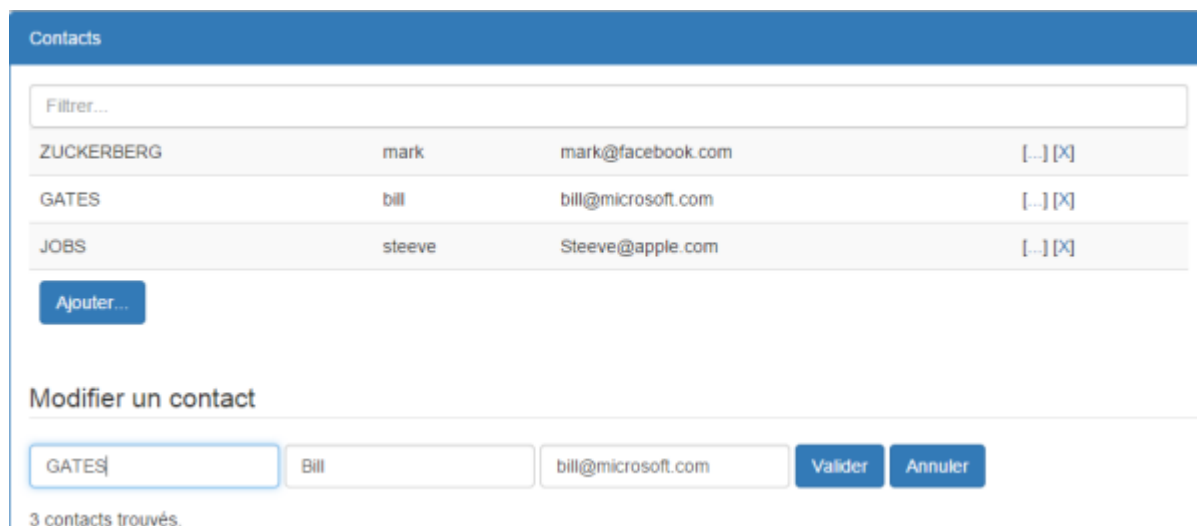 Contacts
Filtrer...
ZUCKERBERG mark mark@facebook.com [...] [X]
GATES bill bill@microsoft.com [...] [X]
JOBS steeve Steeve@apple.com [...] [X]
Ajouter...
Modifier un contact
GATES Bill bill@microsoft.com Valider Annuler
3 contacts trouvés.